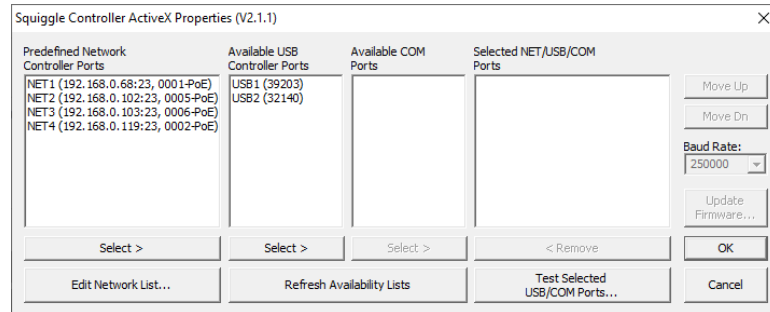 Squiggle Controller ActiveX Properties (V2.1.1)
Predefined Network
Controller Ports
Available USB
Controller Ports
Available COM
Ports
Selected NET/USB/COM
Ports
NET1 (192.168.0.68:23, 0001-PoE)
NET2 (192.168.0.102:23, 0005-PoE)
NET3 (192.168.0.103:23, 0006-PoE)
NET4 (192.168.0.119:23, 0002-PoE)
USB1 (39203)
USB2 (32140)
Move Up
Move Dn
Baud Rate:
250000
Update
Firmware...
Select >
Select >
Select >
< Remove
OK
Edit Network List...
Refresh Availability Lists
Test Selected
USB/COM Ports...
Cancel